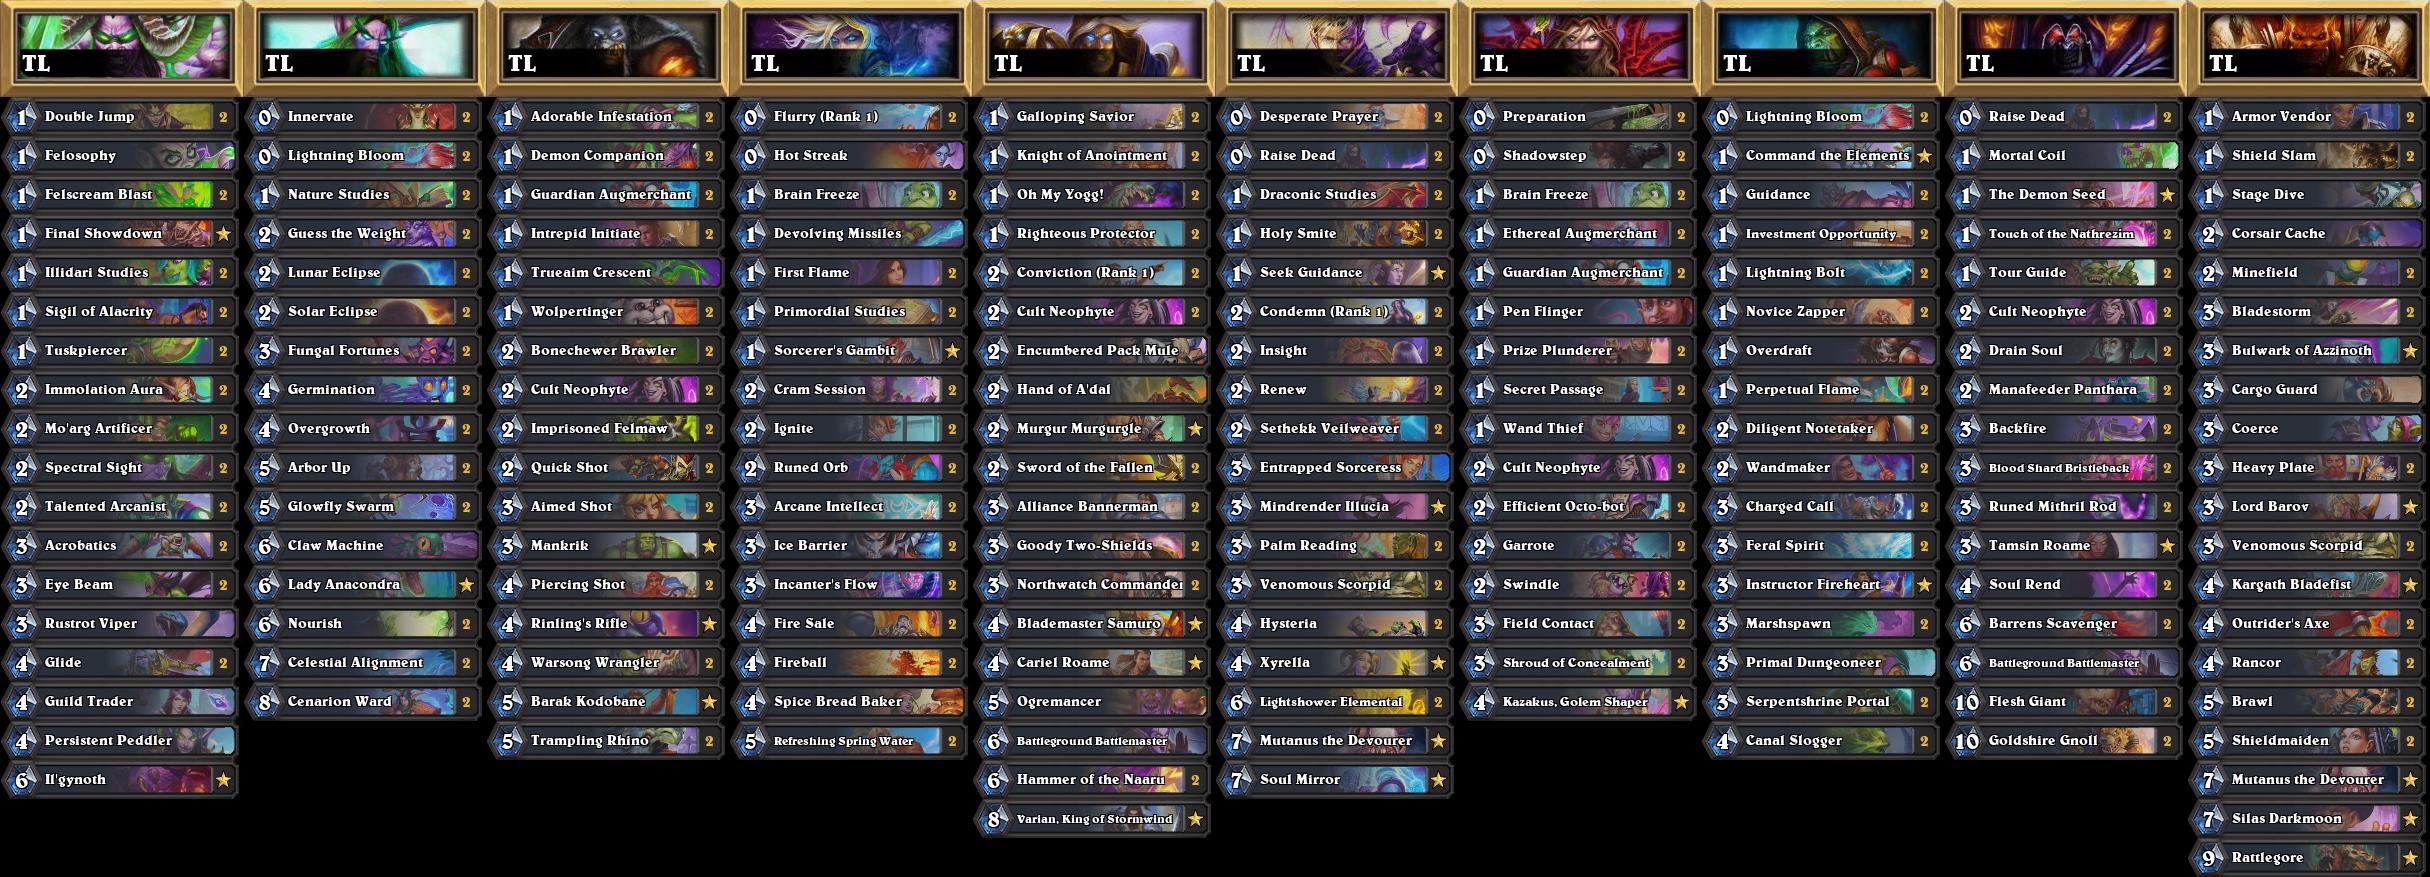 TL
1 Double Jump 2
1 Felosophy
1 Felscream Blast 2
1 Final Showdown
1 Illidari Studies 2
1 Sigil of Alacrity 2
1 Tuskpiercer 2
2 Immolation Aura 2
2 Mo'arg Artificer 2
2 Spectral Sight 2
2 Talented Arcanist 2
3 Acrobatics 2
3 Eye Beam 2
3 Rustrot Viper
4 Glide 2
4 Guild Trader
4 Persistent Peddler
6 Il'gynoth
TL
0 Innervate 2
0 Lightning Bloom 2
1 Nature Studies 2
2 Guess the Weight 2
2 Lunar Eclipse 2
2 Solar Eclipse 2
3 Fungal Fortunes 2
4 Germination 2
4 Overgrowth 2
5 Arbor Up 2
5 Glowfly Swarm 2
6 Claw Machine
6 Lady Anacondra
6 Nourish 2
7 Celestial Alignment 2
8 Cenarion Ward 2
TL
1 Adorable Infestation 2
1 Demon Companion 2
1 Guardian Augmerchant 2
1 Intrepid Initiate 2
1 Trueaim Crescent
1 Wolpertinger 2
2 Bonechewer Brawler 2
2 Cult Neophyte 2
2 Imprisoned Felmaw 2
2 Quick Shot 2
3 Aimed Shot 2
3 Mankrik
4 Piercing Shot 2
4 Rinling's Rifle
4 Warsong Wrangler 2
5 Barak Kodobane
5 Trampling Rhino 2
TL
0 Flurry (Rank 1) 2
0 Hot Streak
1 Brain Freeze 2
1 Devolving Missiles
1 First Flame 2
1 Primordial Studies 2
1 Sorcerer's Gambit
2 Cram Session 2
2 Ignite 2
2 Runed Orb 2
3 Arcane Intellect 2
3 Ice Barrier 2
3 Incanter's Flow 2
4 Fire Sale 2
4 Fireball 2
4 Spice Bread Baker
5 Refreshing Spring Water 2
TL
1 Galloping Savior 2
1 Knight of Anointment 2
1 Oh My Yogg! 2
1 Righteous Protector 2
2 Conviction (Rank 1) 2
2 Cult Neophyte 2
2 Encumbered Pack Mule
2 Hand of A'dal
2 Murgur Murgurgle
2 Sword of the Fallen 2
3 Alliance Bannerman 2
3 Goody Two-Shields 2
3 Northwatch Commander 2
4 Blademaster Samuro
4 Cariel Roame
5 Ogremancer
6 Battleground Battlemaster
6 Hammer of the Naaru 2
8 Varian, King of Stormwind
TL
0 Desperate Prayer 2
0 Raise Dead 2
1 Draconic Studies 2
1 Holy Smite 2
1 Seek Guidance
2 Condemn (Rank 1) 2
2 Insight 2
2 Renew 2
2 Sethekk Veilweaver 2
3 Entrapped Sorceress
3 Mindrender Illucia
3 Palm Reading 2
3 Venomous Scorpid 2
4 Hysteria 2
4 Xyrella
6 Lightshower Elemental 2
7 Mutanus the Devourer
7 Soul Mirror
TL
0 Preparation 2
0 Shadowstep 2
1 Brain Freeze 2
1 Ethereal Augmerchant 2
1 Guardian Augmerchant 2
1 Pen Flinger
1 Prize Plunderer 2
1 Secret Passage 2
1 Wand Thief 2
2 Cult Neophyte 2
2 Efficient Octo-bot 2
2 Garrote 2
2 Swindle 2
3 Field Contact 2
3 Shroud of Concealment 2
4 Kazakus, Golem Shaper
TL
0 Lightning Bloom 2
1 Command the Elements
1 Guidance 2
1 Investment Opportunity 2
1 Lightning Bolt 2
1 Novice Zapper 2
1 Overdraft
1 Perpetual Flame 2
2 Diligent Notetaker 2
2 Wandmaker 2
3 Charged Call 2
3 Feral Spirit 2
3 Instructor Fireheart
3 Marshspawn 2
3 Primal Dungeoneer
3 Serpentshrine Portal 2
4 Canal Slogger 2
TL
0 Raise Dead 2
1 Mortal Coil
1 The Demon Seed
1 Touch of the Nathrezim 2
1 Tour Guide 2
2 Cult Neophyte 2
2 Drain Soul 2
2 Manafeeder Panthara 2
3 Backfire 2
3 Blood Shard Bristleback 2
3 Runed Mithril Rod 2
3 Tamsin Roame
4 Soul Rend 2
6 Barrens Scavenger 2
6 Battleground Battlemaster
10 Flesh Giant 2
10 Goldshire Gnoll 2
TL
1 Armor Vendor 2
1 Shield Slam 2
1 Stage Dive
2 Corsair Cache
2 Minefield 2
3 Bladestorm 2
3 Bulwark of Azzinoth
3 Cargo Guard
3 Coerce
3 Heavy Plate 2
3 Lord Barov
3 Venomous Scorpid 2
4 Kargath Bladefist
4 Outrider's Axe 2
4 Rancor 2
5 Brawl 2
5 Shieldmaiden 2
7 Mutanus the Devourer
7 Silas Darkmoon
9 Rattlegore